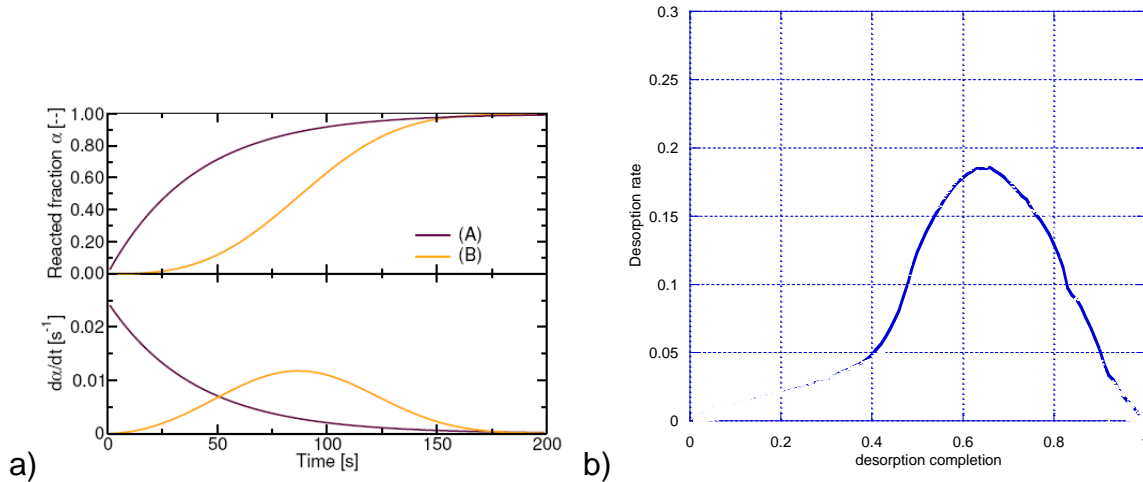 1.00
0.80
0.60
0.40
0.20
0.00
Reacted fraction α [--]
(A)
(B)
0.02
0.01
0
dα/dt [s-1]
0 50 100 150 200
Time [s]
a)
0.3
0.25
0.2
0.15
0.1
0.05
0
Desorption rate
0 0.2 0.4 0.6 0.8
desorption completion
b)